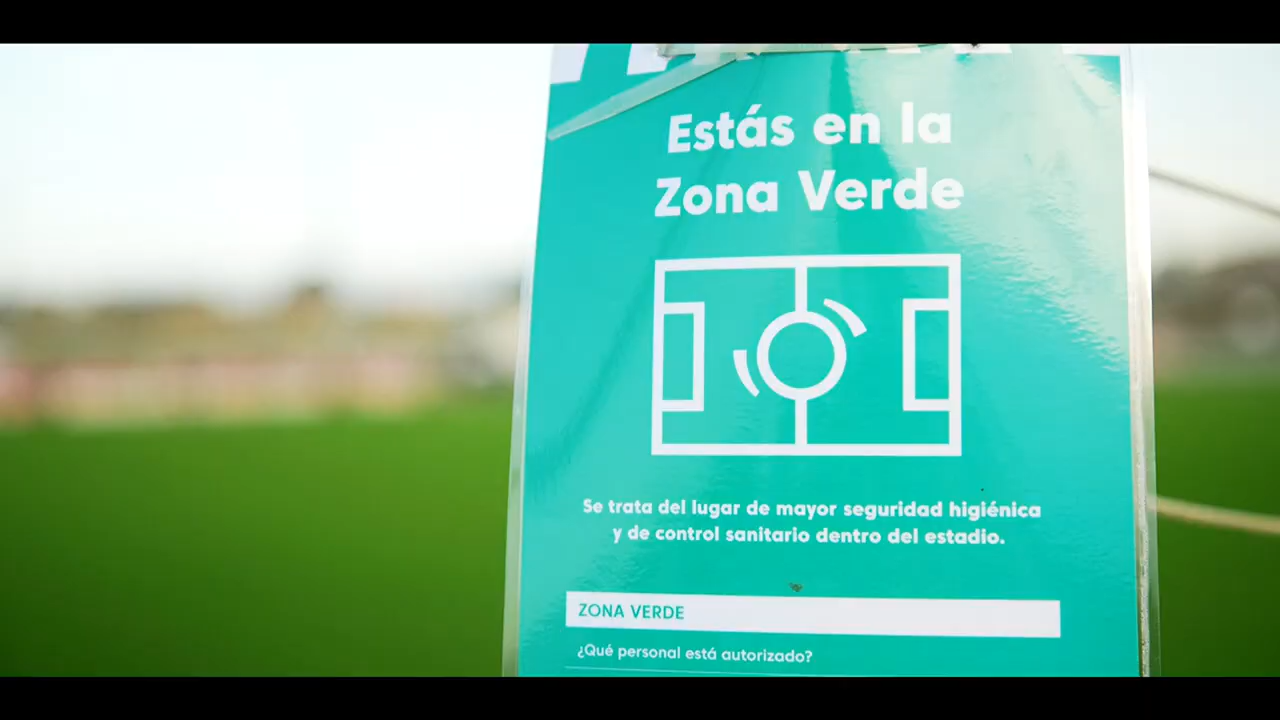 Estás en la
Zona Verde
Se trata del lugar de mayor seguridad higiénica
y de control sanitario dentro del estadio.
ZONA VERDE
¿Qué personal está autorizado?